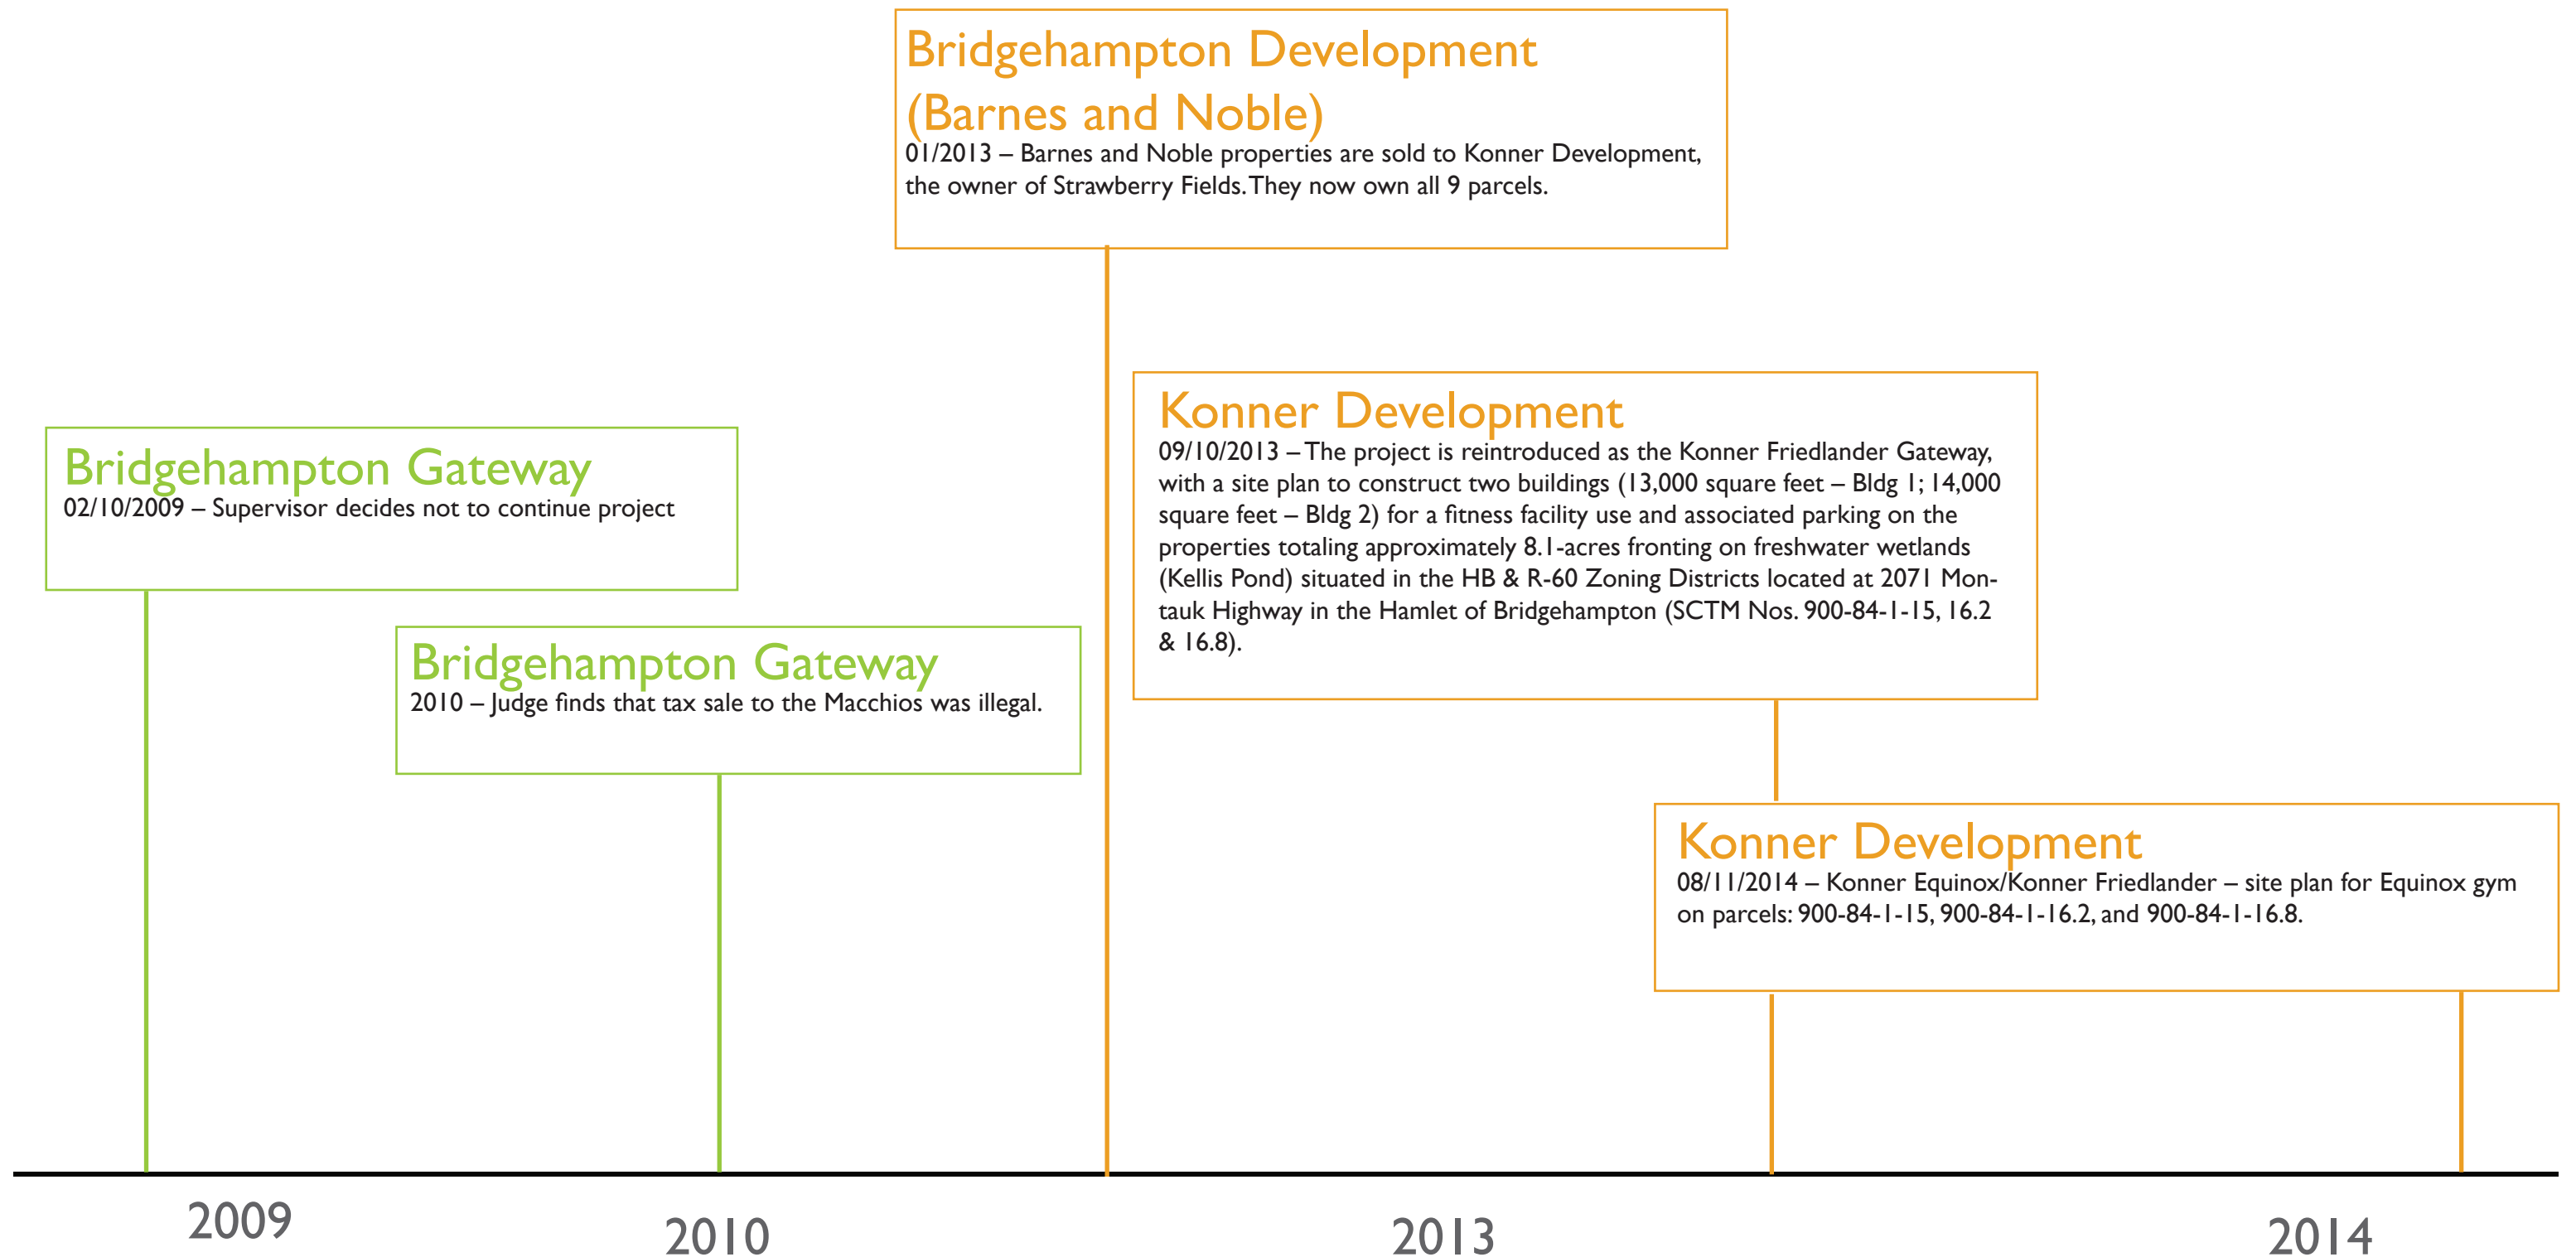 Bridgehampton Development
(Barnes and Noble)
01/2013 – Barnes and Noble properties are sold to Konner Development,
the owner of Strawberry Fields. They now own all 9 parcels.
Konner Development
09/10/2013 – The project is reintroduced as the Konner Friedlander Gateway,
with a site plan to construct two buildings (13,000 square feet – Bldg 1; 14,000
square feet – Bldg 2) for a fitness facility use and associated parking on the
properties totaling approximately 8.1-acres fronting on freshwater wetlands
(Kellis Pond) situated in the HB & R-60 Zoning Districts located at 2071 Mon-
tauk Highway in the Hamlet of Bridgehampton (SCTM Nos. 900-84-1-15, 16.2
& 16.8).
Bridgehampton Gateway
02/10/2009 – Supervisor decides not to continue project
Bridgehampton Gateway
2010 – Judge finds that tax sale to the Macchios was illegal.
Konner Development
08/11/2014 – Konner Equinox/Konner Friedlander – site plan for Equinox gym
on parcels: 900-84-1-15, 900-84-1-16.2, and 900-84-1-16.8.
2009
2010
2013
2014